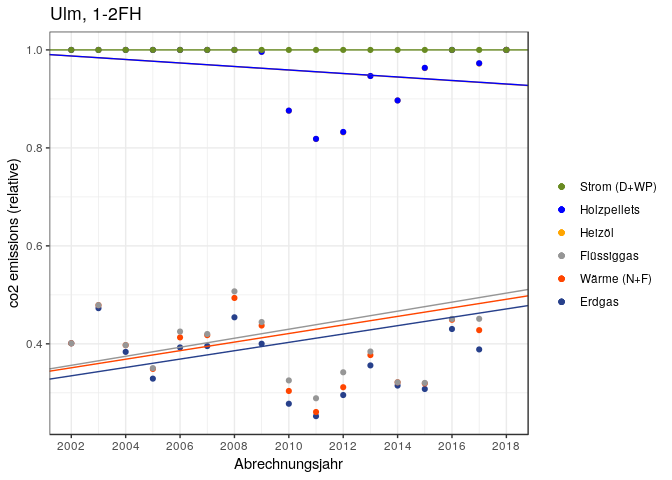 Ulm, 1-2FH
co2 emissions (relative)
1.0
0.8
0.6
0.4
2002 2004 2006 2008 2010 2012 2014 2016 2018
Abrechnungsjahr
Strom (D+WP)
Holzpellets
Heizöl
Flüssiggas
Wärme (N+F)
Erdgas